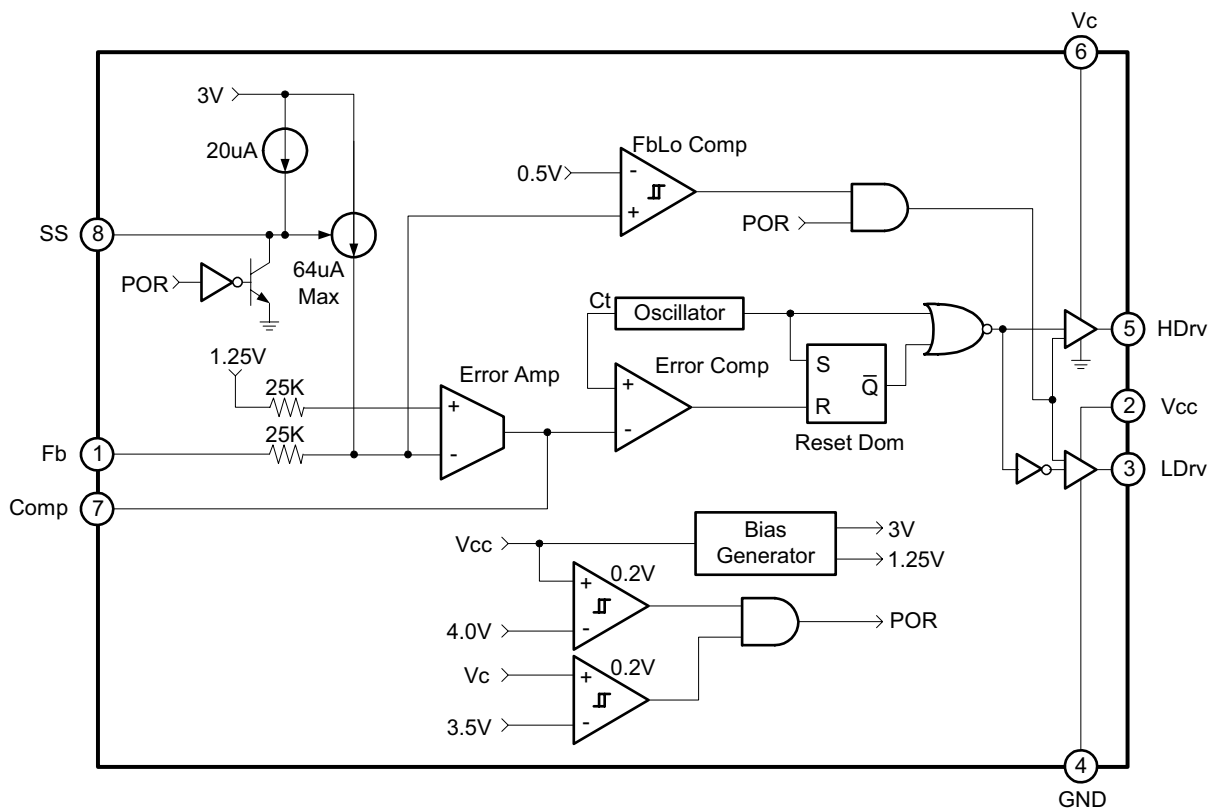 Vc
6
3V
20uA
FbLo Comp
0.5V
-
+
POR
SS
8
64uA
Max
POR
Ct
Oscillator
5
HDrv
1.25V
Error Amp
Error Comp
+
S
Q
25K
+
R
2
Vcc
-
Fb
1
25K
-
Reset Dom
3
LDrv
Comp
7
Vcc
Bias
Generator
3V
1.25V
0.2V
+
4.0V
-
POR
Vc
0.2V
+
3.5V
-
4
GND